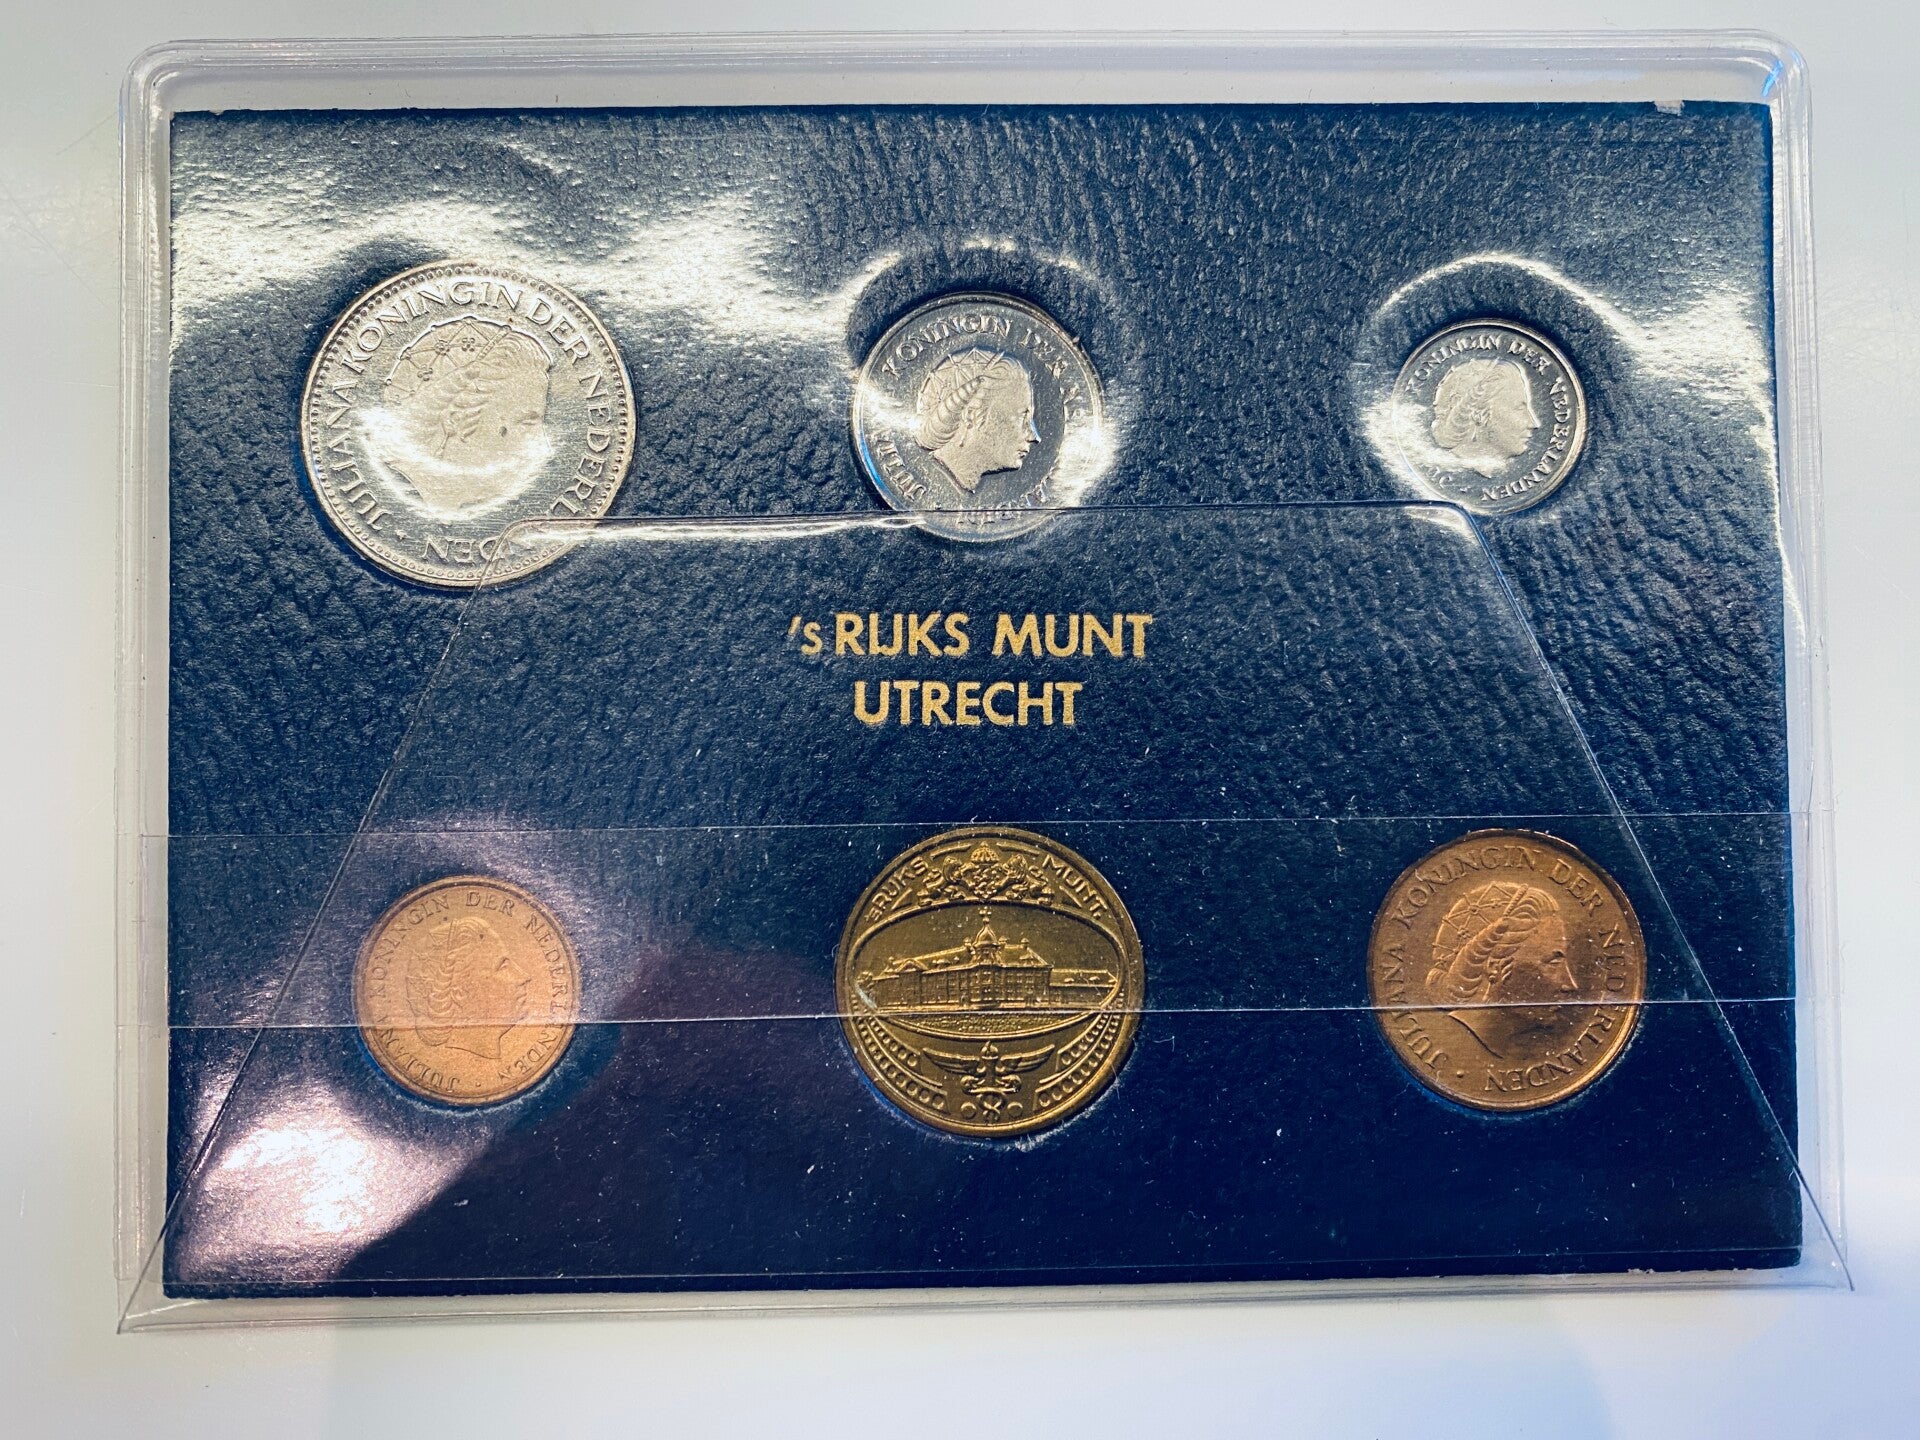 JULIANA KONINGIN DER NEDERLANDEN
KONINGIN DER
KONINGIN DER NEDERLANDEN
'S RIJKS MUNT
UTRECHT
JULIANA KONINGIN DER NEDERLANDEN
'S RIJKS MUNT.
JULIANA KONINGIN DER NEDERLANDEN